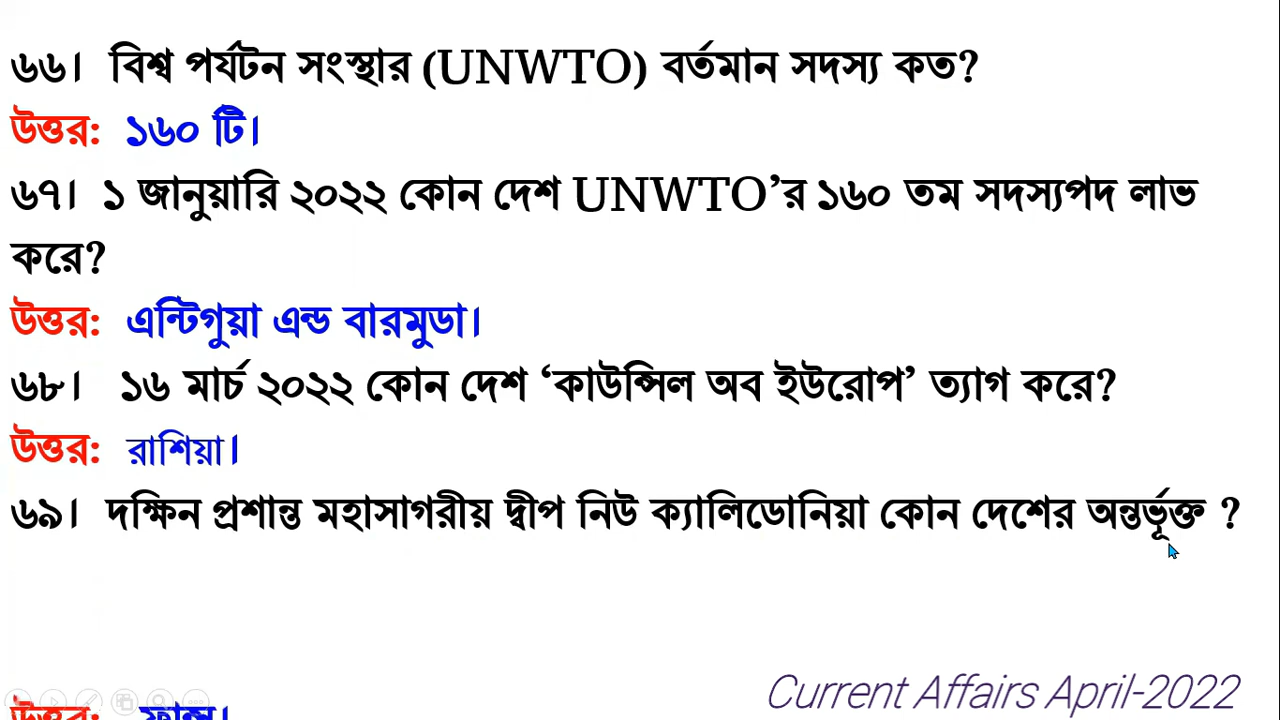 ৬৬। বিশ্ব পর্যটন সংস্থার (UNWTO) বর্তমান সদস্য কত?
উত্তর: ১৬০ টি।
৬৭। ১ জানুয়ারি ২০২২ কোন দেশ UNWTO’র ১৬০ তম সদস্যপদ লাভ
করে?
উত্তর: এন্টিগুয়া এন্ড বারমুডা।
৬৮। ১৬ মার্চ ২০২২ কোন দেশ ‘কাউন্সিল অব ইউরোপ’ ত্যাগ করে?
উত্তর: রাশিয়া।
৬৯। দক্ষিন প্রশান্ত মহাসাগরীয় দ্বীপ নিউ ক্যালিডোনিয়া কোন দেশের অন্তর্ভূক্ত ?
Current Affairs April-2022
উত্তর: ফ্রান্স।